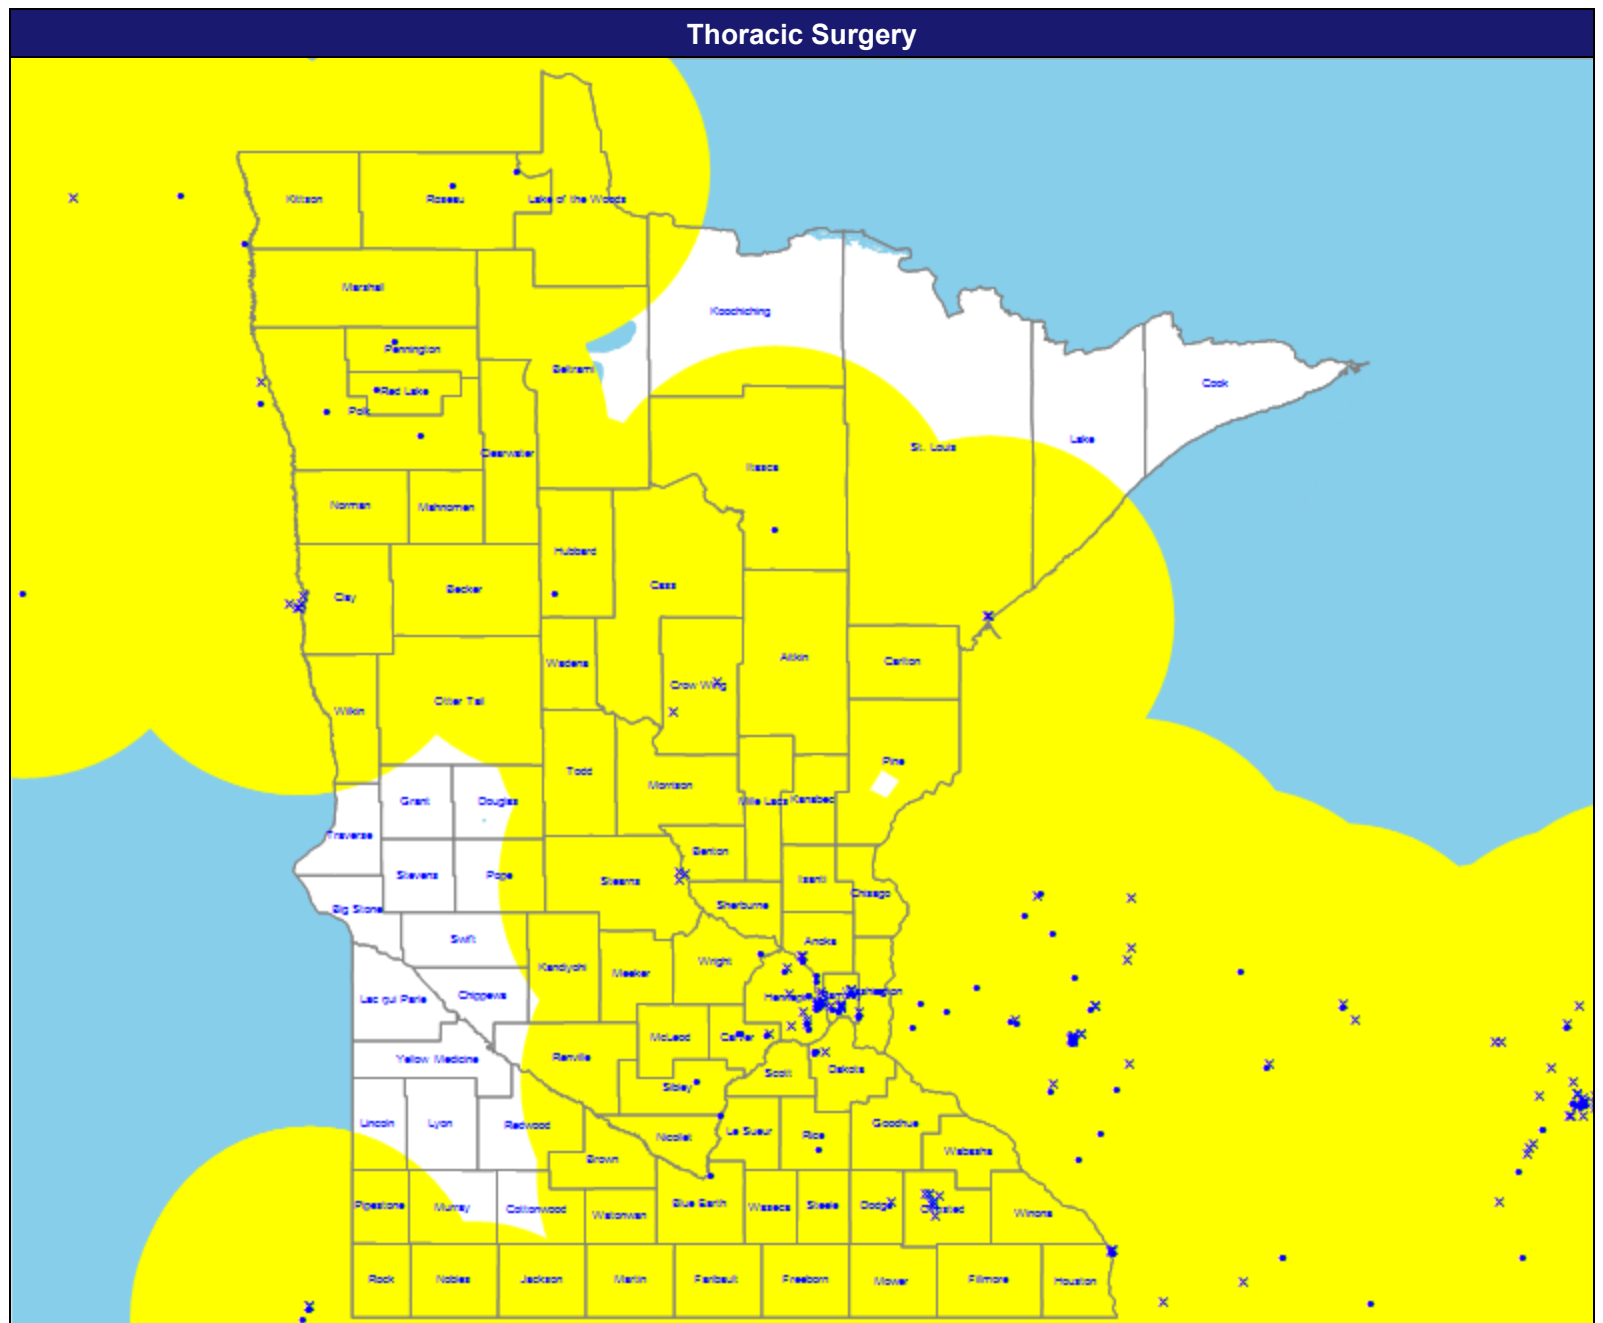 Thoracic Surgery
Kittson
Roseau
Lake of the Woods
Marshall
Koochiching
Pennington
Beltrami
Red Lake
Polk
Cook
Clearwater
St. Louis
Lake
Itasca
Norman
Mahnomen
Hubbard
Cass
Clay
Becker
Wadena
Aitkin
Carlton
Crow Wing
Otter Tail
Wilkin
Pine
Todd
Morrison
Grant
Douglas
Mille Lacs
Kanabec
Traverse
Benton
Stevens
Pope
Stearns
Isanti
Chisago
Sherburne
Big Stone
Swift
Anoka
Kandiyohi
Meeker
Wright
Lac qui Parle
Chippewa
Washington
McLeod
Carver
Yellow Medicine
Renville
Scott
Dakota
Sibley
Lincoln
Lyon
Redwood
Nicollet
Le Sueur
Rice
Goodhue
Brown
Wabasha
Pipestone
Murray
Cottonwood
Watonwan
Blue Earth
Waseca
Steele
Dodge
Olmsted
Winona
Rock
Nobles
Jackson
Martin
Faribault
Freeborn
Mower
Fillmore
Houston